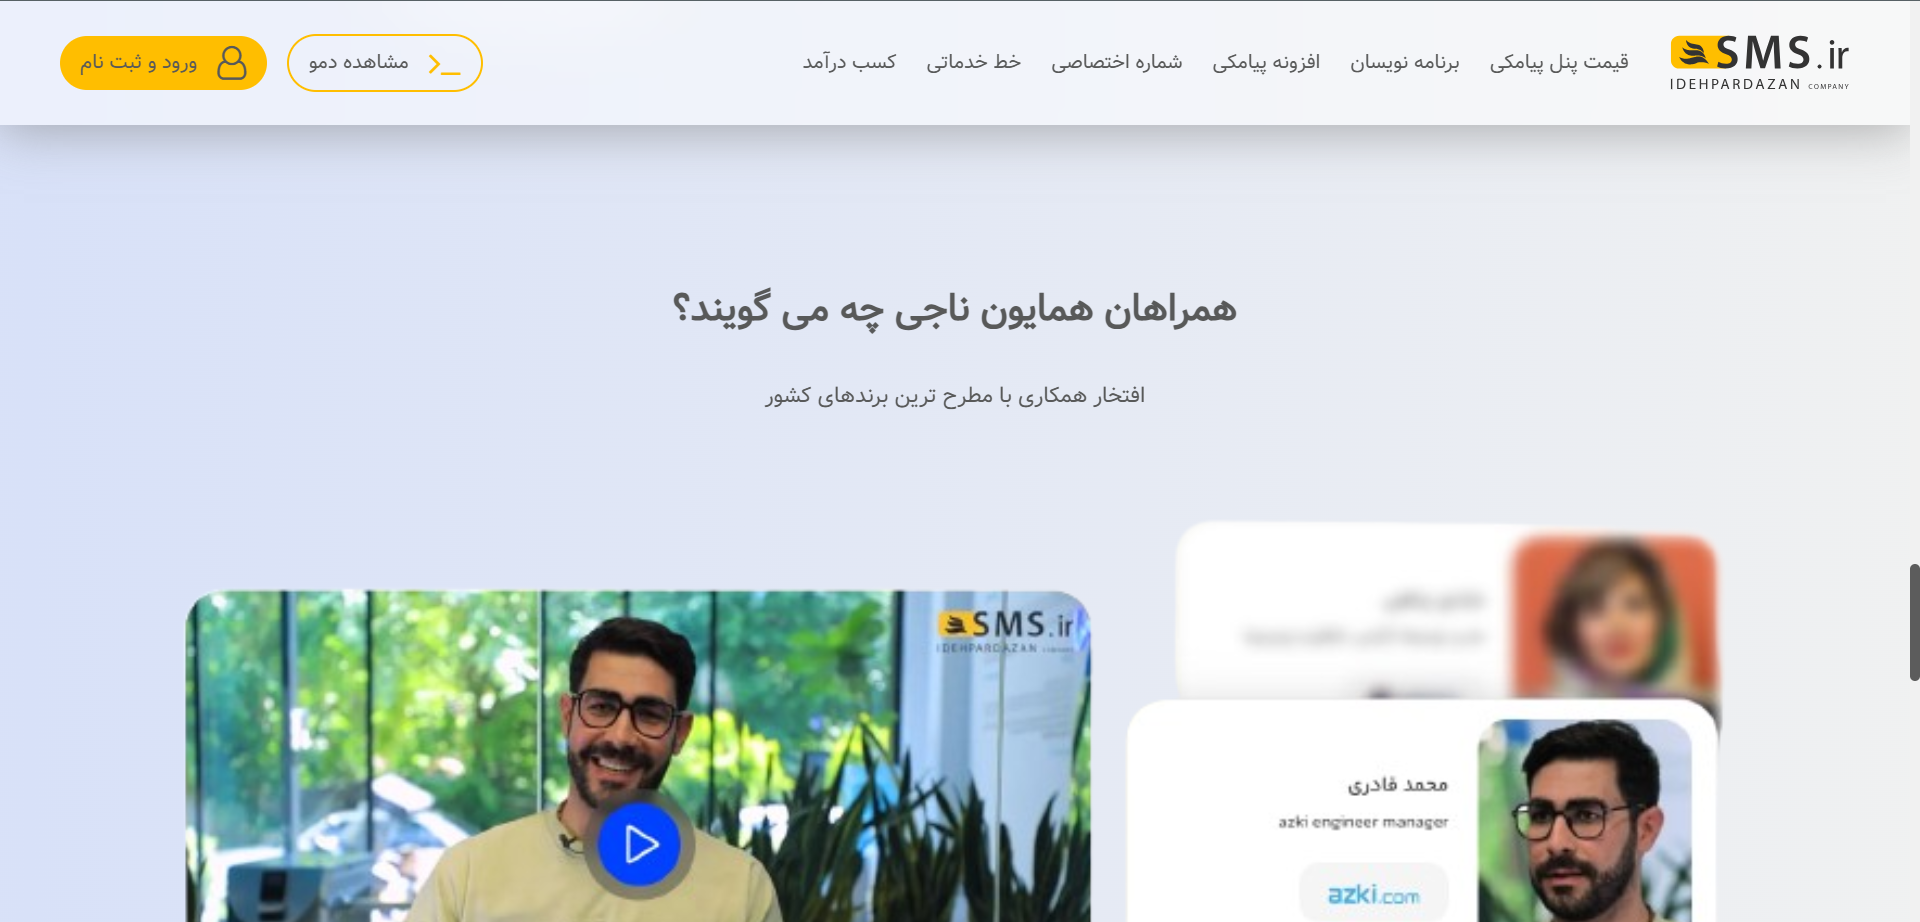 SMS.ir
IDEHPARDAZAN COMPANY
قیمت پنل پیامکی
برنامه نویسان
افزونه پیامکی
شماره اختصاصی
خط خدماتی
کسب درآمد
مشاهده دمو
ورود و ثبت نام
همراهان همایون ناجی چه می گویند؟
افتخار همکاری با مطرح ترین برندهای کشور
SMS.ir
IDEHPARDAZAN COMPANY
محمد قادری
azki engineer manager
azki.com